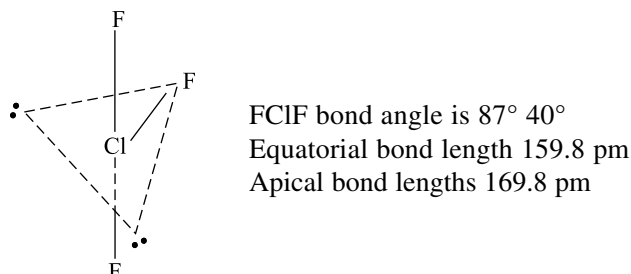 F
F
Cl
F
FClF bond angle is 87° 40°
Equatorial bond length 159.8 pm
Apical bond lengths 169.8 pm